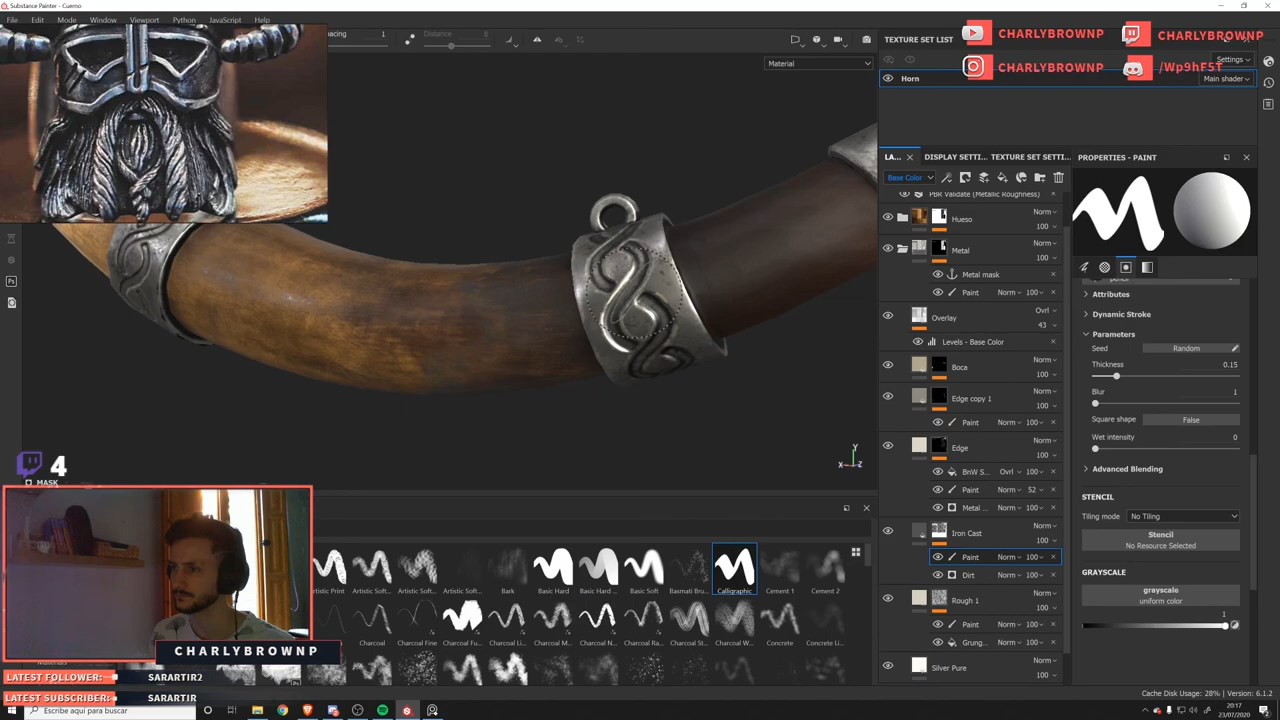 Substance Painter - Cuerno
File Edit Mode Window Viewport Python JavaScript Help
pacing 1 Distance 8
Material
TEXTURE SET LIST
CHARLYBROWNP CHARLYBROWNP
CHARLYBROWNP /Wp9hF5T
Settings
Horn Main shader
LA... DISPLAY SETTI... TEXTURE SET SETTI... PROPERTIES - PAINT
Base Color
PBR Validate (Metallic Roughness)
Hueso Norm 100
Metal Norm 100
Metal mask
Paint Norm 100
Overlay Ovrl 43
Levels - Base Color
Boca Norm 100
Edge copy 1 Norm 100
Paint Norm 100
Edge Norm 100
BnW S... Ovrl 100
Paint Norm 52
Metal ... Norm 100
Iron Cast Norm 100
Paint Norm 100
Dirt Norm 100
Rough 1 Norm 100
Paint Norm 100
Grung... Norm 100
Silver Pure Norm 100
Attributes
Dynamic Stroke
Parameters
Seed Random
Thickness 0.15
Blur 1
Square shape False
Wet intensity 0
Advanced Blending
STENCIL
Tiling mode No Tiling
Stencil
No Resource Selected
GRAYSCALE
grayscale
uniform color
1
Y
X Z
Ps
4
MASK
Artistic Print Artistic Soft... Artistic Soft... Artistic Soft... Bark Basic Hard Basic Hard ... Basic Soft Basmati Bru... Calligraphic Cement 1 Cement 2
Charcoal Charcoal Fine Charcoal Fu... Charcoal Li... Charcoal M... Charcoal N... Charcoal Ra... Charcoal St... Charcoal W... Concrete Concrete Li...
CHARLYBROWNP
LATEST FOLLOWER: SARARTIR2
LATEST SUBSCRIBER: SARARTIR
Cache Disk Usage: 28% | Version: 6.1.2
Escribe aquí para buscar
20:17
23/07/2020